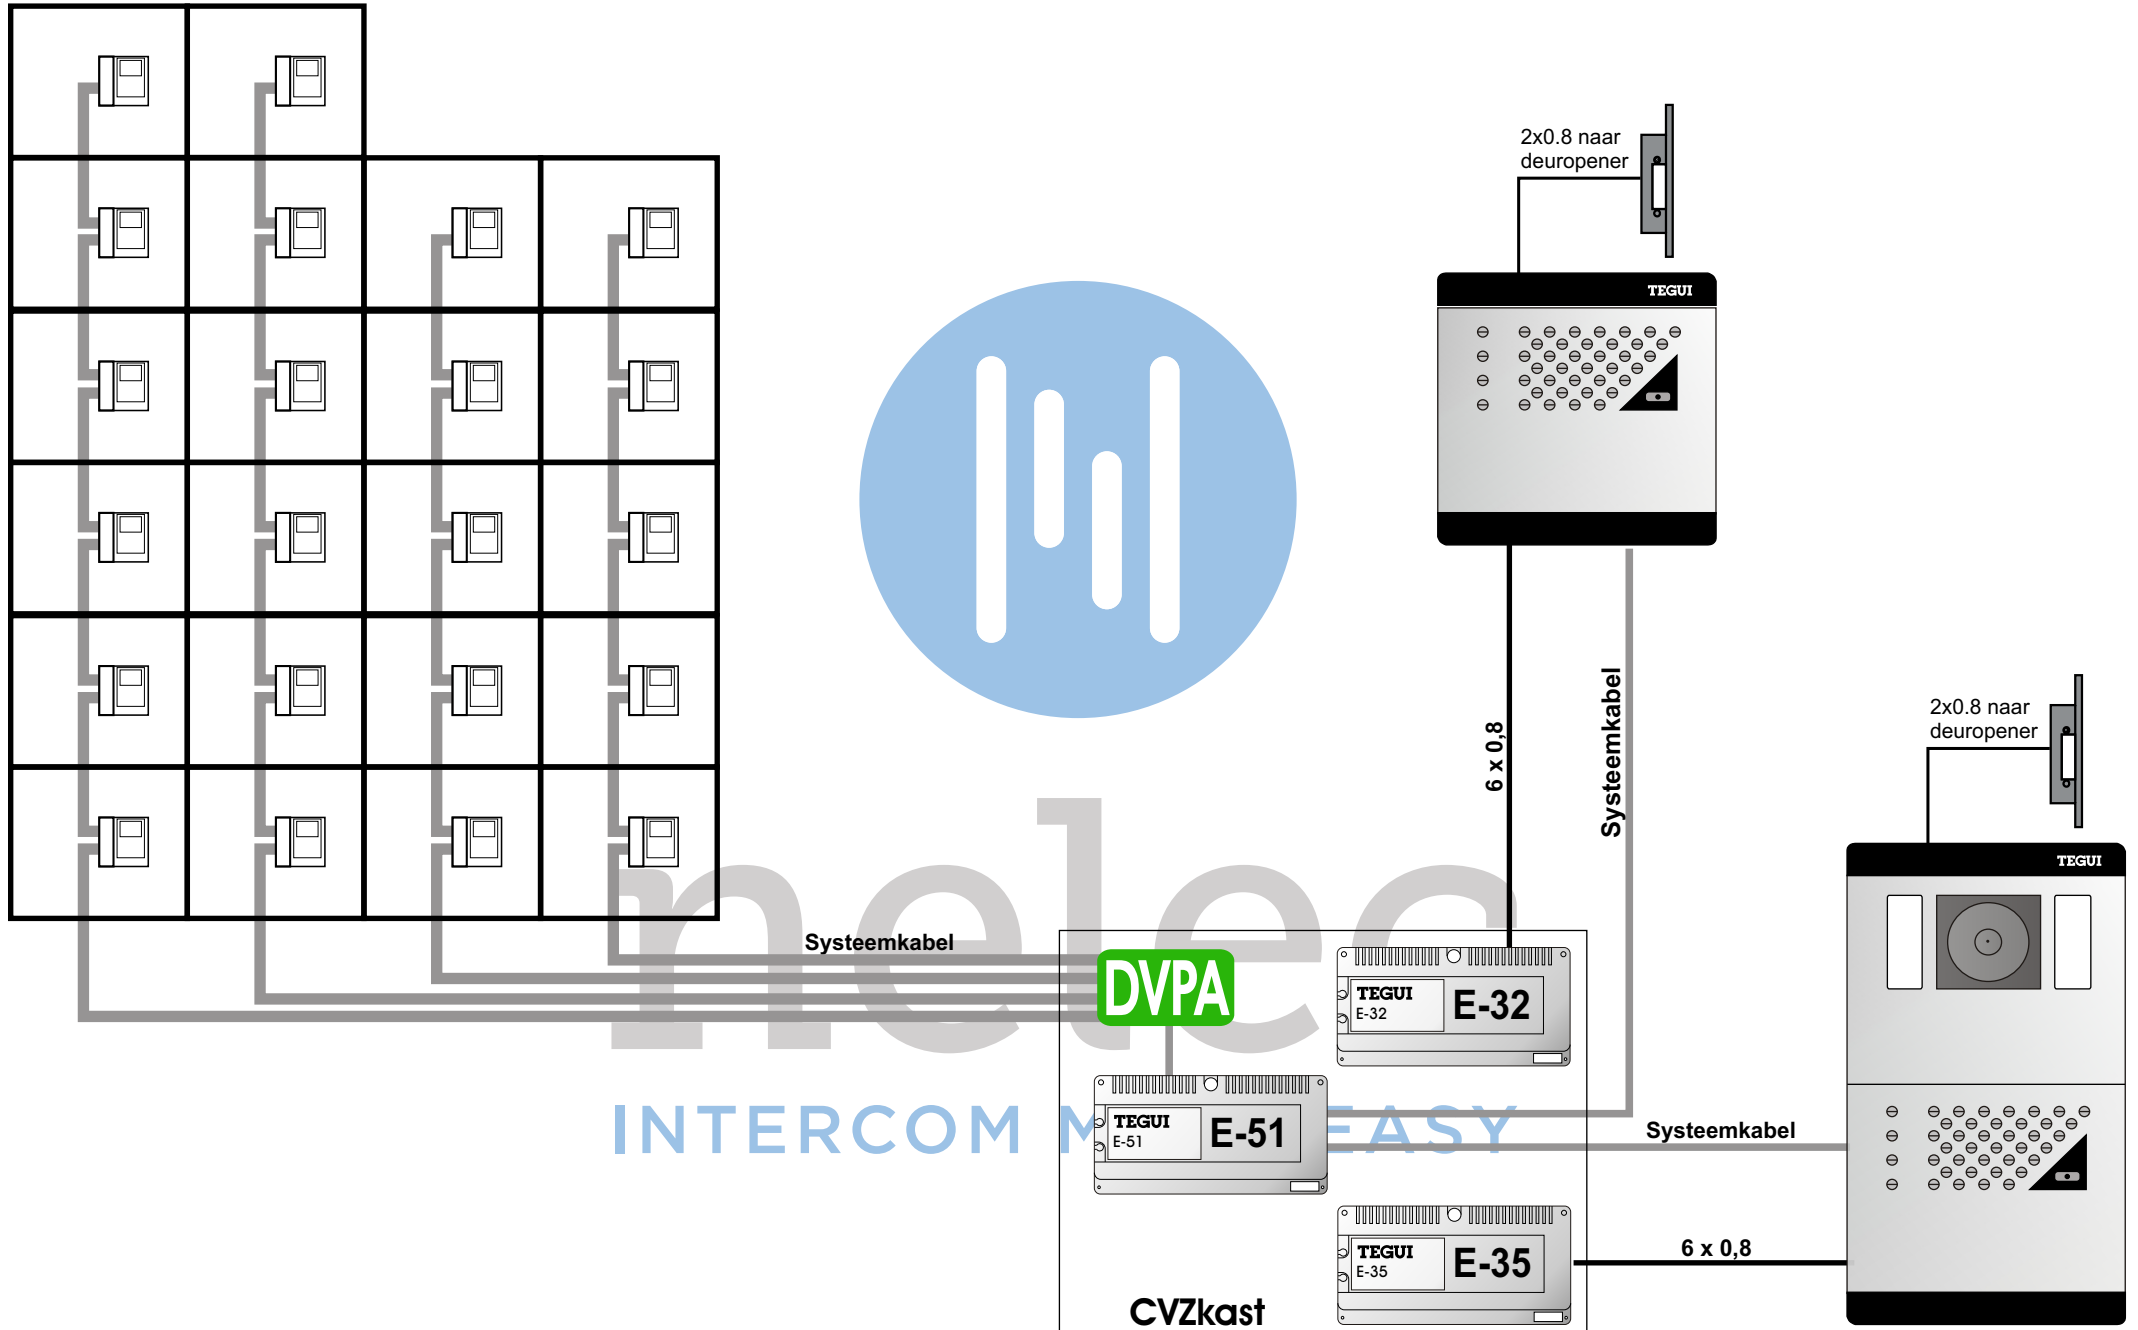 2x0.8 naar
deuropener
TEGUI
6 x 0,8
Systeemkabel
2x0.8 naar
deuropener
TEGUI
nelec
INTERCOM M EASY
Systeemkabel
DVPA
TEGUI
E-32
E-32
TEGUI
E-51
E-51
Systeemkabel
TEGUI
E-35
E-35
6 x 0,8
CVZkast